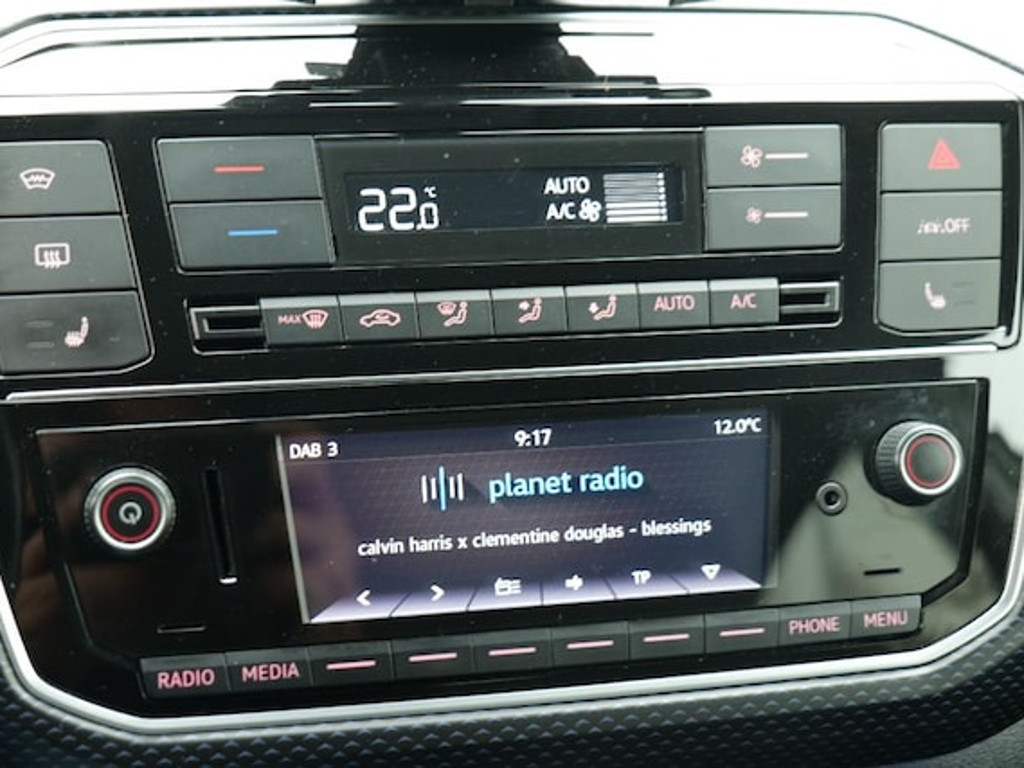 22.0 °C
AUTO
A/C
OFF
MAX
AUTO
A/C
DAB 3
9:17
12.0°C
planet radio
calvin harris x clementine douglas - blessings
TP
RADIO
MEDIA
PHONE
MENU